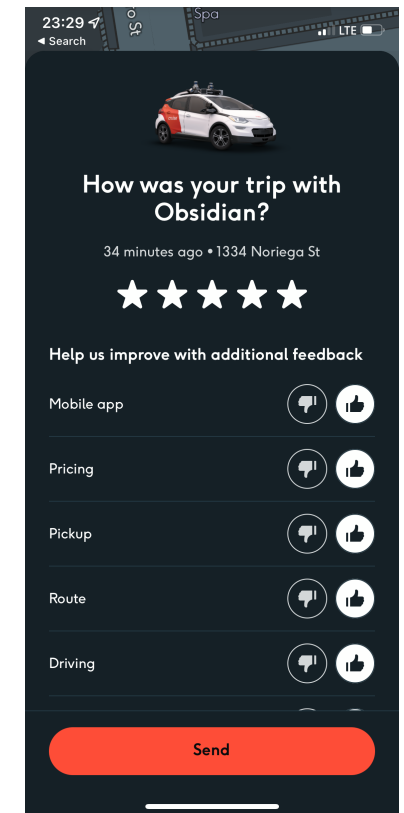 23:29
o St
Spa
LTE
◄ Search
How was your trip with
Obsidian?
34 minutes ago • 1334 Noriega St
Help us improve with additional feedback
Mobile app
Pricing
Pickup
Route
Driving
Send